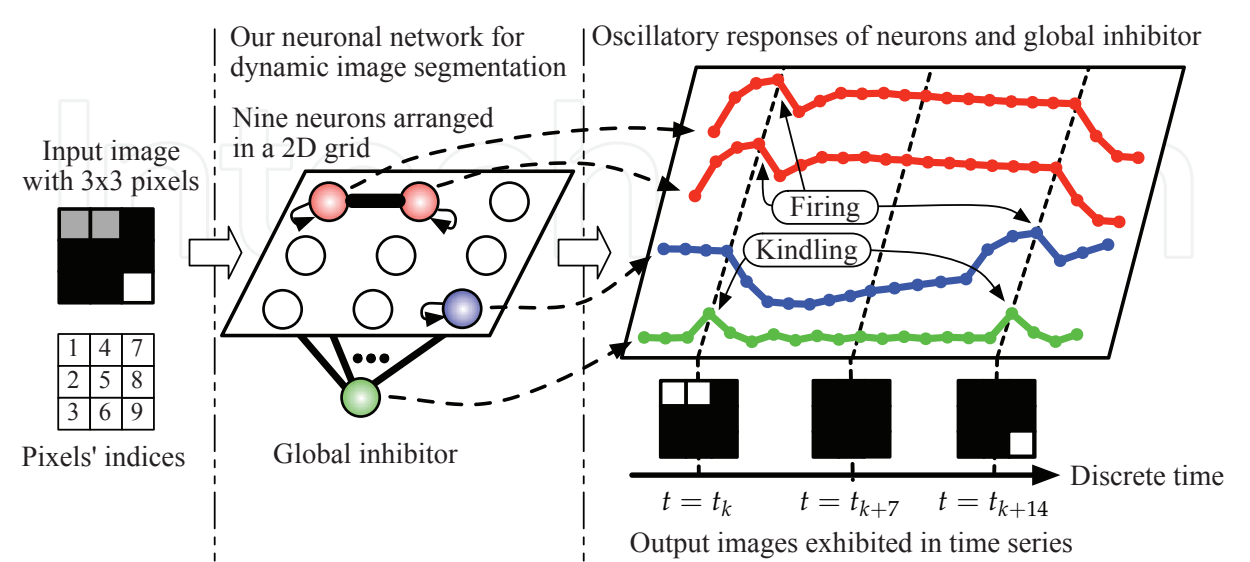 Our neuronal network for
dynamic image segmentation
Oscillatory responses of neurons and global inhibitor
Nine neurons arranged
in a 2D grid
Input image
with 3x3 pixels
Firing
Kindling
1 4 7
2 5 8
3 6 9
Pixels' indices
Global inhibitor
Discrete time
t = t_k
t = t_{k+7}
t = t_{k+14}
Output images exhibited in time series